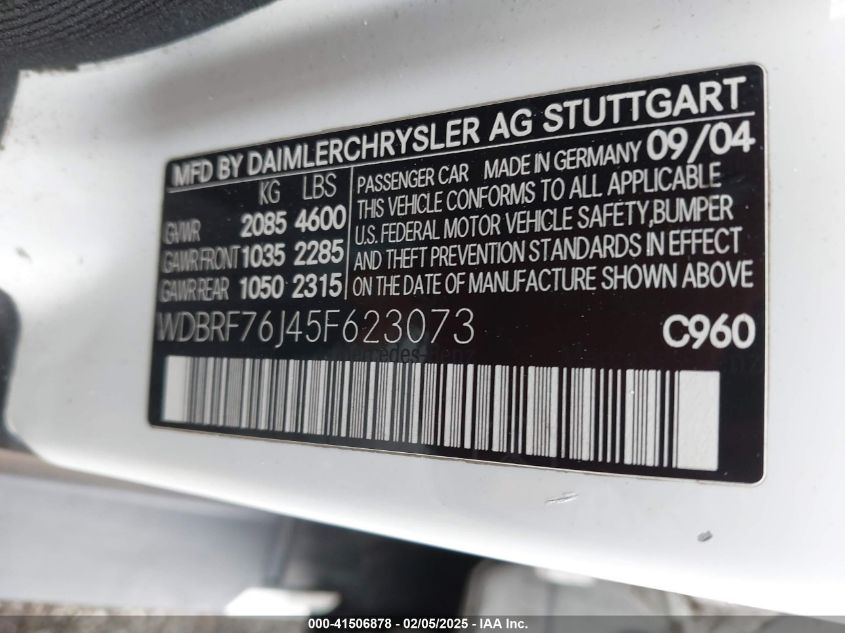 MFD BY DAIMLERCHRYSLER AG STUTTGART
KG LBS
GVWR 2085 4600
GAWR FRONT 1035 2285
GAWR REAR 1050 2315
PASSENGER CAR MADE IN GERMANY 09/04
THIS VEHICLE CONFORMS TO ALL APPLICABLE
U.S. FEDERAL MOTOR VEHICLE SAFETY, BUMPER
AND THEFT PREVENTION STANDARDS IN EFFECT
ON THE DATE OF MANUFACTURE SHOWN ABOVE
WDBRF76J45F623073 C960
Mercedes-Benz
000-41506878 - 02/05/2025 - IAA Inc.